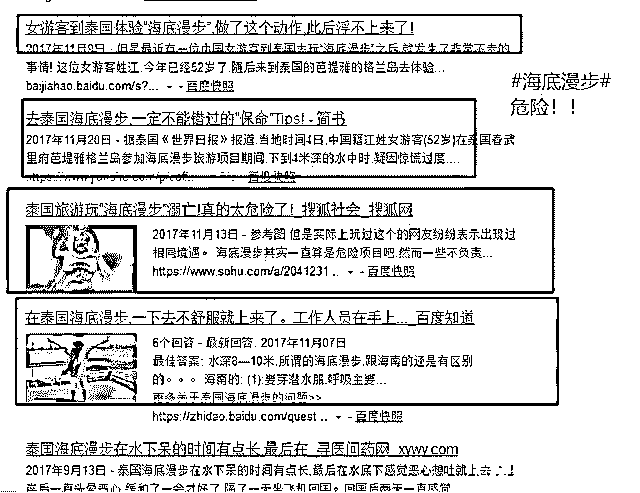 女游客到泰国体验“海底漫步”,做了这个动作,此后浮不上来了!
2017年11月9日 - 但是最近有一位中国女游客到泰国去玩“海底漫步”之后,就发生了非常不幸的
事情! 这位女游客姓江,今年已经52岁了,随后来到泰国的芭提雅的格兰岛去体验...
baijiahao.baidu.com/s?... - 百度快照
#海底漫步#
危险！！
去泰国海底漫步,一定不能错过的“保命”Tips! - 简书
2017年11月20日 - 据泰国《世界日报》报道,当地时间4日,中国籍江姓女游客(52岁)在泰国春武
里府芭提雅格兰岛参加海底漫步旅游项目期间,下到4米深的水中时,疑因惊慌过度....
百度快照
泰国旅游玩“海底漫步”溺亡!真的太危险了!_搜狐社会_搜狐网
2017年11月13日 - 参考图 但是实际上玩过这个的网友纷纷表示出现过
相同境遇。 海底漫步其实一直算是危险项目吧,然而一些不负责...
https://www.sohu.com/a/2041231... - 百度快照
在泰国海底漫步,一下去不舒服就上来了。工作人员在手上..._百度知道
6个回答 - 最新回答: 2017年11月07日
最佳答案: 水深8—10米,所谓的海底漫步,跟海南的还是有区别
的。。。 海南的: (1):要穿潜水服,呼吸主要...
更多关于泰国海底漫步的问题>>
https://zhidao.baidu.com/quest... - 百度快照
泰国海底漫步在水下呆的时间有点长,最后在_寻医问药网_xywy.com
2017年9月13日 - 泰国海底漫步在水下呆的时间有点长,最后在水底下感觉恶心想吐就上去了,上